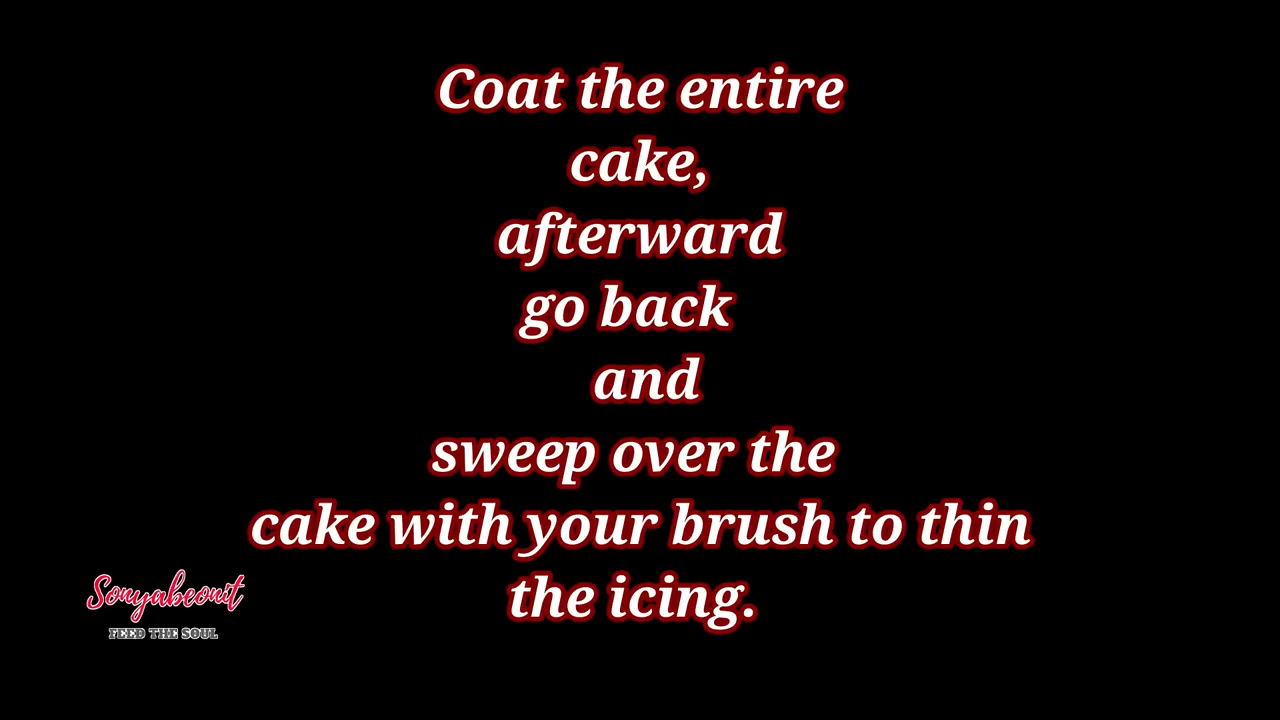 Coat the entire
cake,
afterward
go back
and
sweep over the
cake with your brush to thin
the icing.
Sonyabeonit
FEED THE SOUL